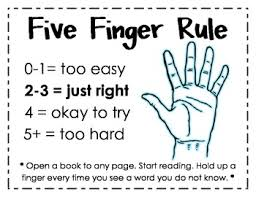 Five Finger Rule
0-1= too easy
2-3 = just right
4 = okay to try
5+ = too hard
* Open a book to any page. Start reading. Hold up a
finger every time you see a word you do not know. *